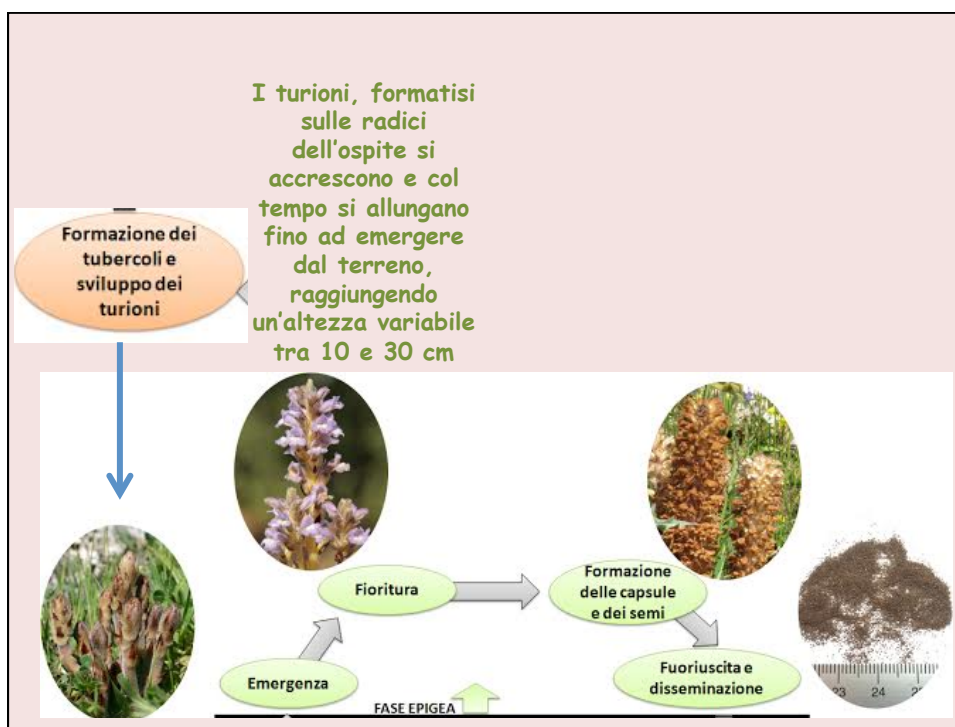 I turioni, formatisi
sulle radici
dell'ospite si
accrescono e col
tempo si allungano
fino ad emergere
dal terreno,
raggiungendo
un'altezza variabile
tra 10 e 30 cm
Formazione dei
tubercoli e
sviluppo dei
turioni
Fioritura
Formazione
delle capsule
e dei semi
Emergenza
Fuoriuscita e
disseminazione
FASE EPIGEA
23 24